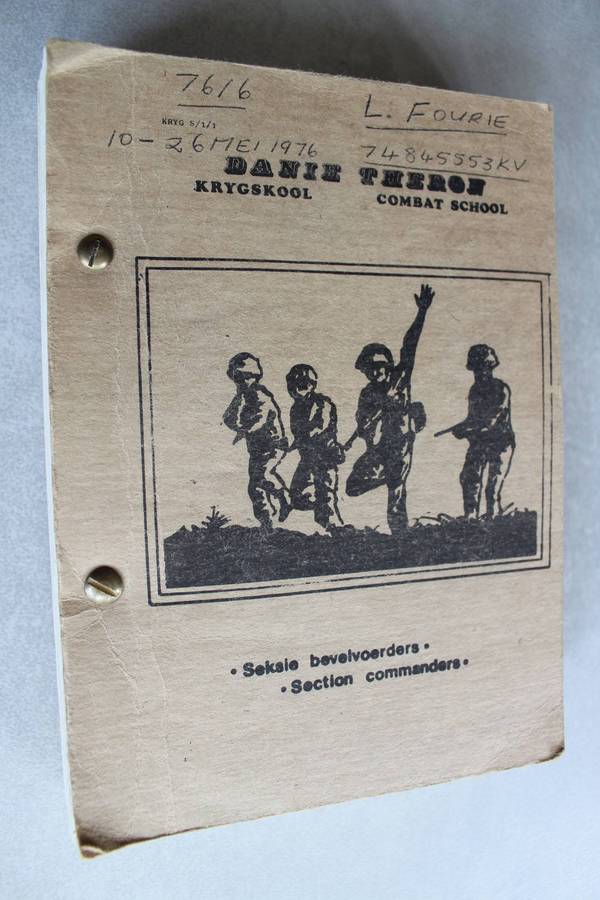 76/6
L. FOURIE
KRYG S/1/1
10 - 26 MEI 1976
74845553KV
DANIE THERON
KRYGSKOOL
COMBAT SCHOOL
• Seksie bevelvoerders •
• Section commanders •